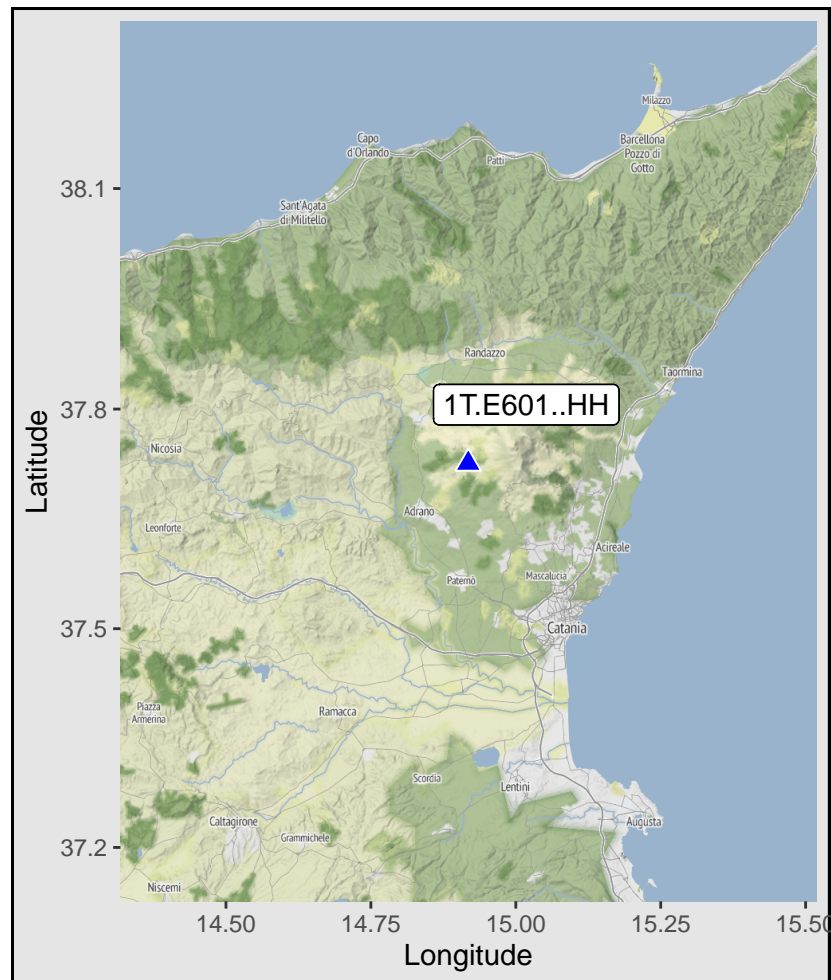 Milazzo
Capo
d'Orlando
Barcellona
Pozzo di
Gotto
Patti
38.1
Sant'Agata
di Militello
Randazzo
Taormina
1T.E601..HH
37.8
Nicosia
Adrano
Leonforte
Acireale
Mascalucia
Paternò
37.5
Catania
Piazza
Armerina
Ramacca
Scordia
Lentini
Caltagirone
Augusta
37.2
Grammichele
Niscemi
14.50 14.75 15.00 15.25 15.50
Longitude
Latitude